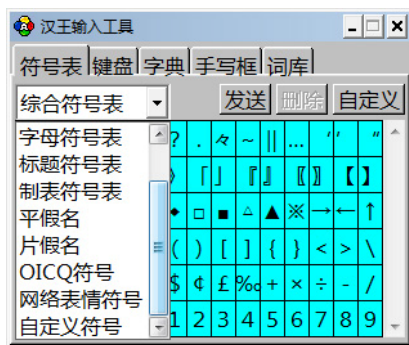 汉王输入工具
符号表 键盘 字典 手写框 词库
综合符号表 发送 删除 自定义
字母符号表
标题符号表
制表符号表
平假名
片假名
OICQ符号
网络表情符号
自定义符号
? . 々 ~ ‖ … ' ' "
》 「 」 『 』 〖 〗 【 】
◆ □ ■ △ ▲ ※ → ← ↑
( ) [ ] { } < > \
$ ¢ £ ‰ + × ÷ - /
1 2 3 4 5 6 7 8 9